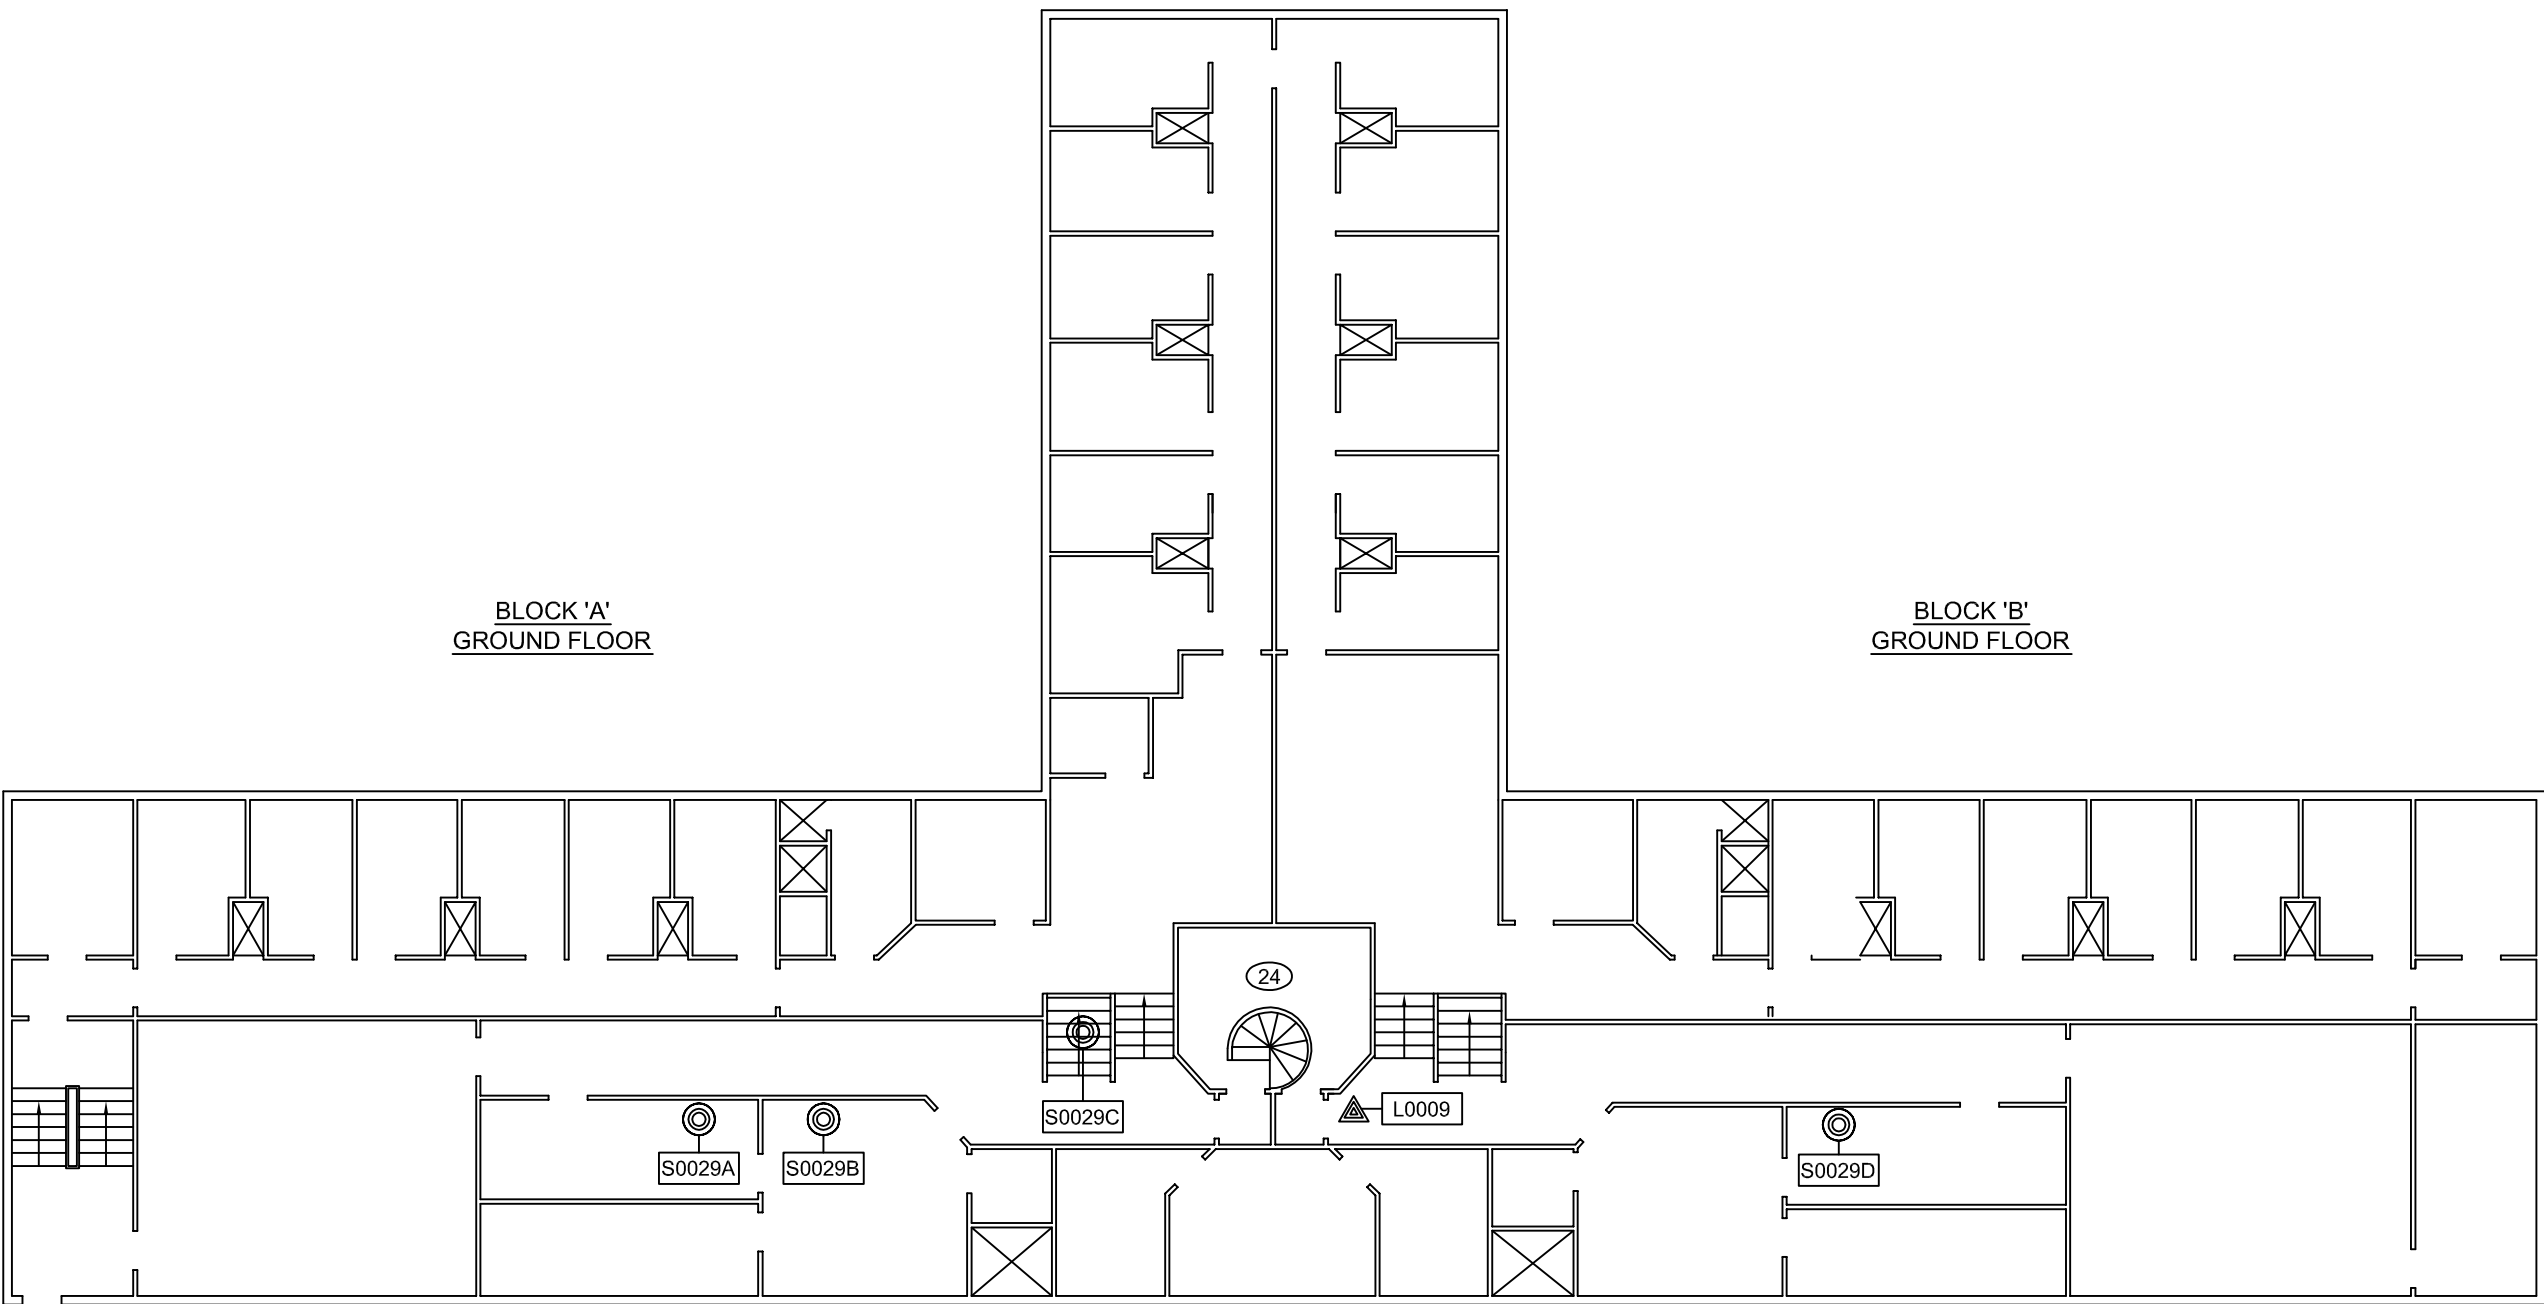 BLOCK 'A'
GROUND FLOOR
BLOCK 'B'
GROUND FLOOR
24
S0029C
L0009
S0029A
S0029B
S0029D